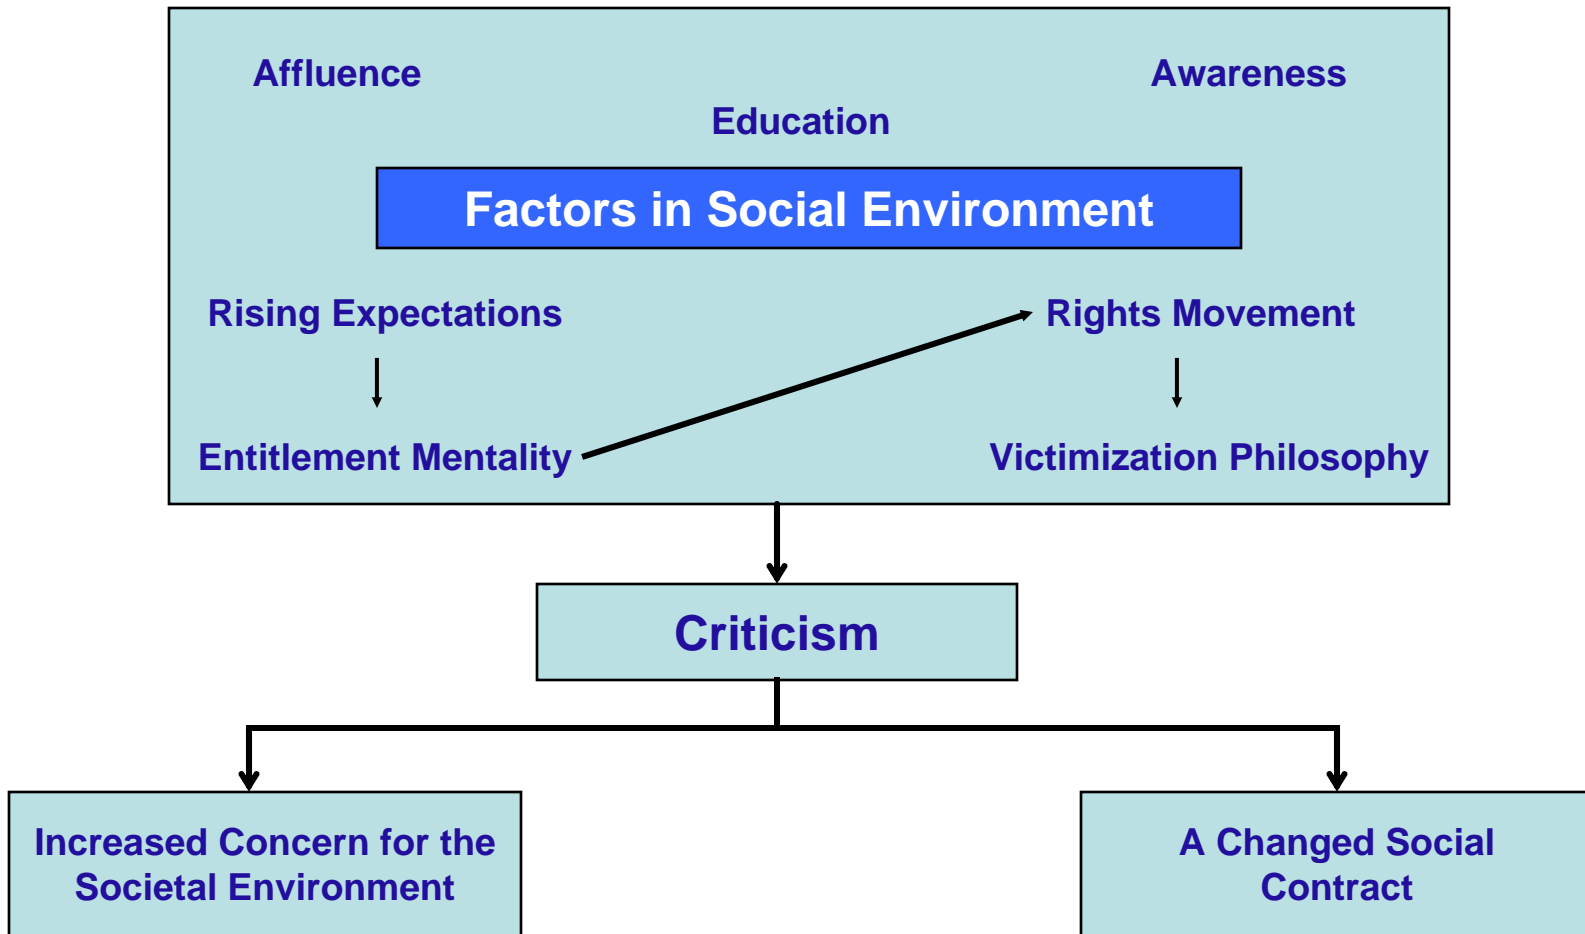 Affluence
Awareness
Education
Factors in Social Environment
Rising Expectations
Rights Movement
Entitlement Mentality
Victimization Philosophy
Criticism
Increased Concern for the
Societal Environment
A Changed Social
Contract